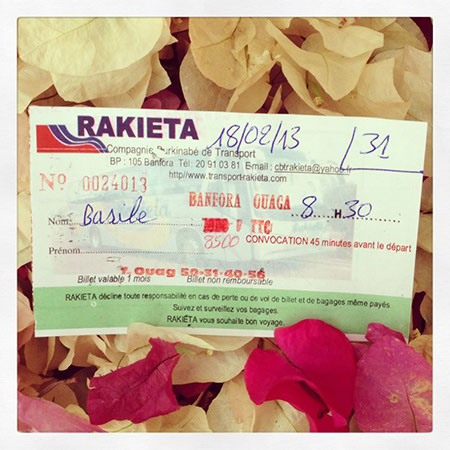 RAKIETA 18/02/13 /31
Compagnie Burkinabé de Transport
BP : 105 Banfora Tél : 20 91 03 81 Email : cbtrakieta@yahoo.fr
http//www.transport-rakieta.com
Nº 0024013 BANFORA OUAGA 8 H 30
Nom: Basile F TTC
Prénom: 8500 CONVOCATION 45 minutes avant le départ
T. Ouag 50-31-40-56
Billet valable 1 mois Billet non remboursable
RAKIETA décline toute responsabilité en cas de perte ou de vol de billet et de bagages même payés
Suivez et surveillez vos bagages.
RAKIETA vous souhaite bon voyage.